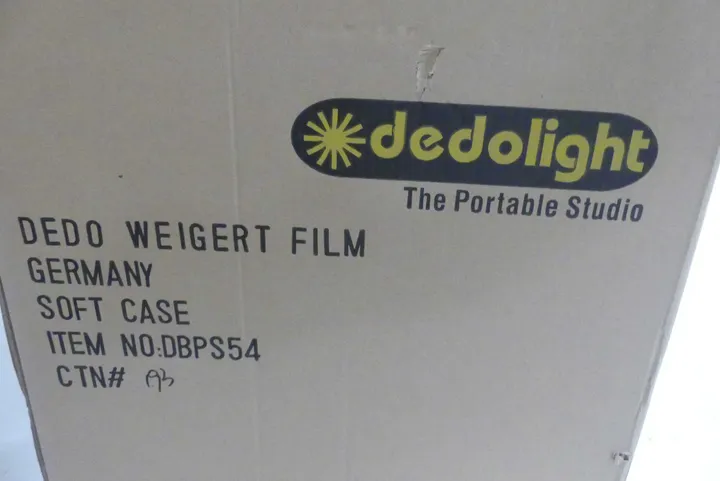 dedolight
The Portable Studio
DEDO WEIGERT FILM
GERMANY
SOFT CASE
ITEM NO:DBPS54
CTN#